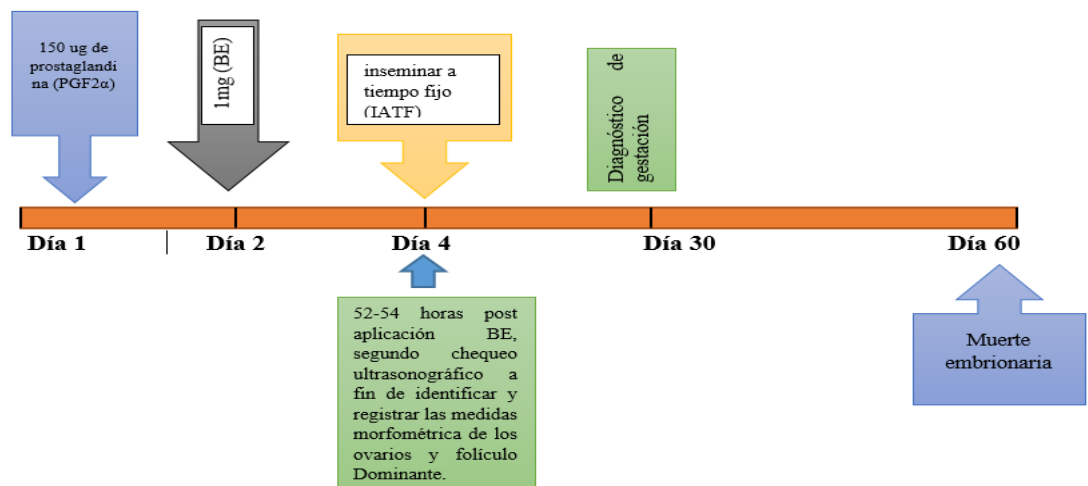 150 ug de
prostaglandi
na (PGF2α)
1mg (BE)
inseminar a
tiempo fijo
(IATF)
Diagnóstico de
gestación
Día 1
Día 2
Día 4
Día 30
Día 60
52-54 horas post
aplicación BE,
segundo chequeo
ultrasonográfico a
fin de identificar y
registrar las medidas
morfométrica de los
ovarios y folículo
Dominante.
Muerte
embrionaria